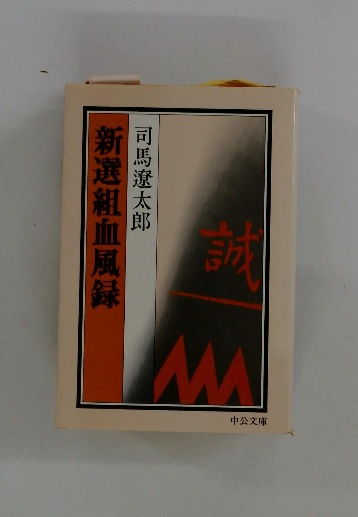 新選組血風録
司馬遼太郎
誠
中公文庫